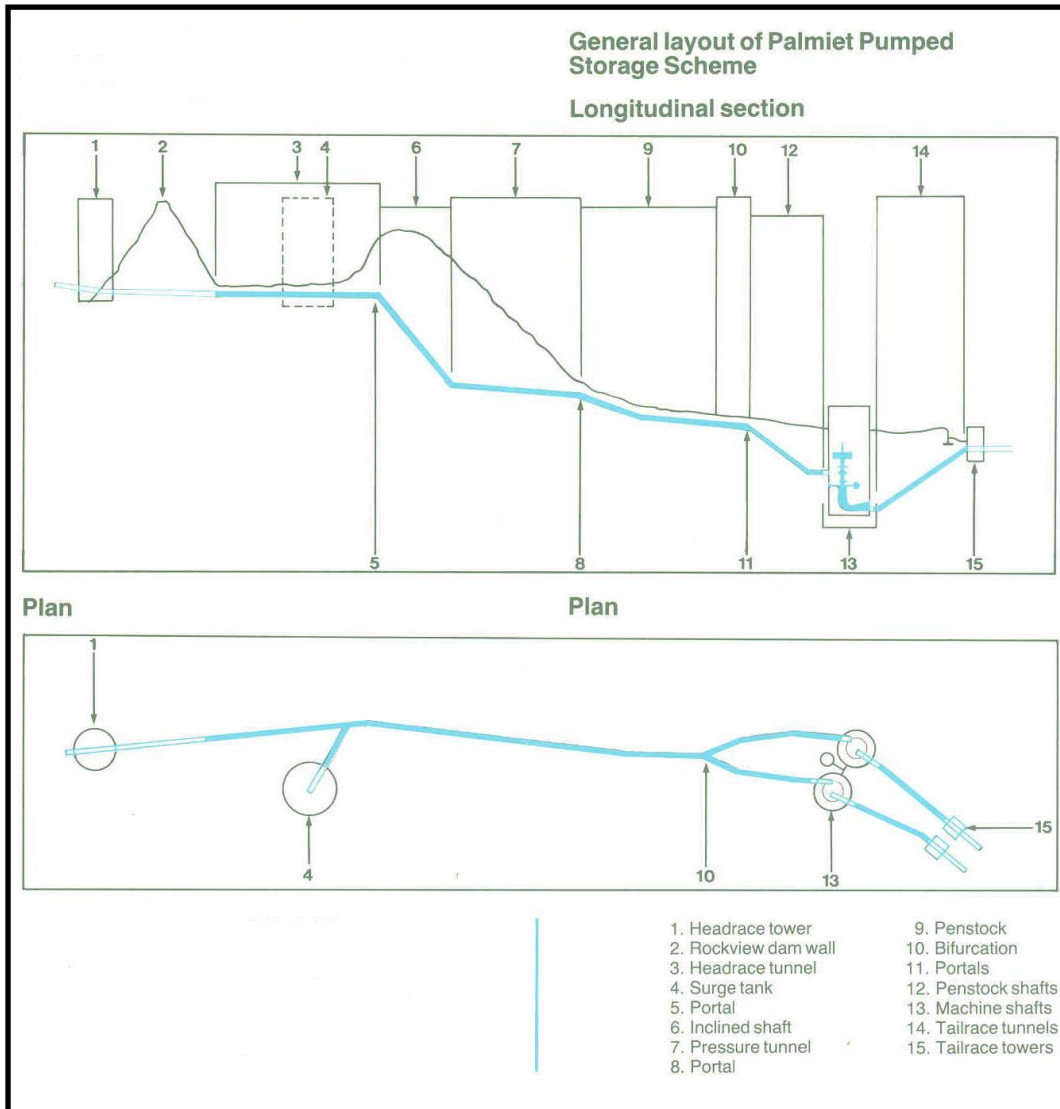 General layout of Palmiet Pumped
Storage Scheme
Longitudinal section
1 2 3 4 6 7 9 10 12 14
5 8 11 13 15
Plan Plan
1
15
4 10 13
1. Headrace tower
2. Rockview dam wall
3. Headrace tunnel
4. Surge tank
5. Portal
6. Inclined shaft
7. Pressure tunnel
8. Portal
9. Penstock
10. Bifurcation
11. Portals
12. Penstock shafts
13. Machine shafts
14. Tailrace tunnels
15. Tailrace towers